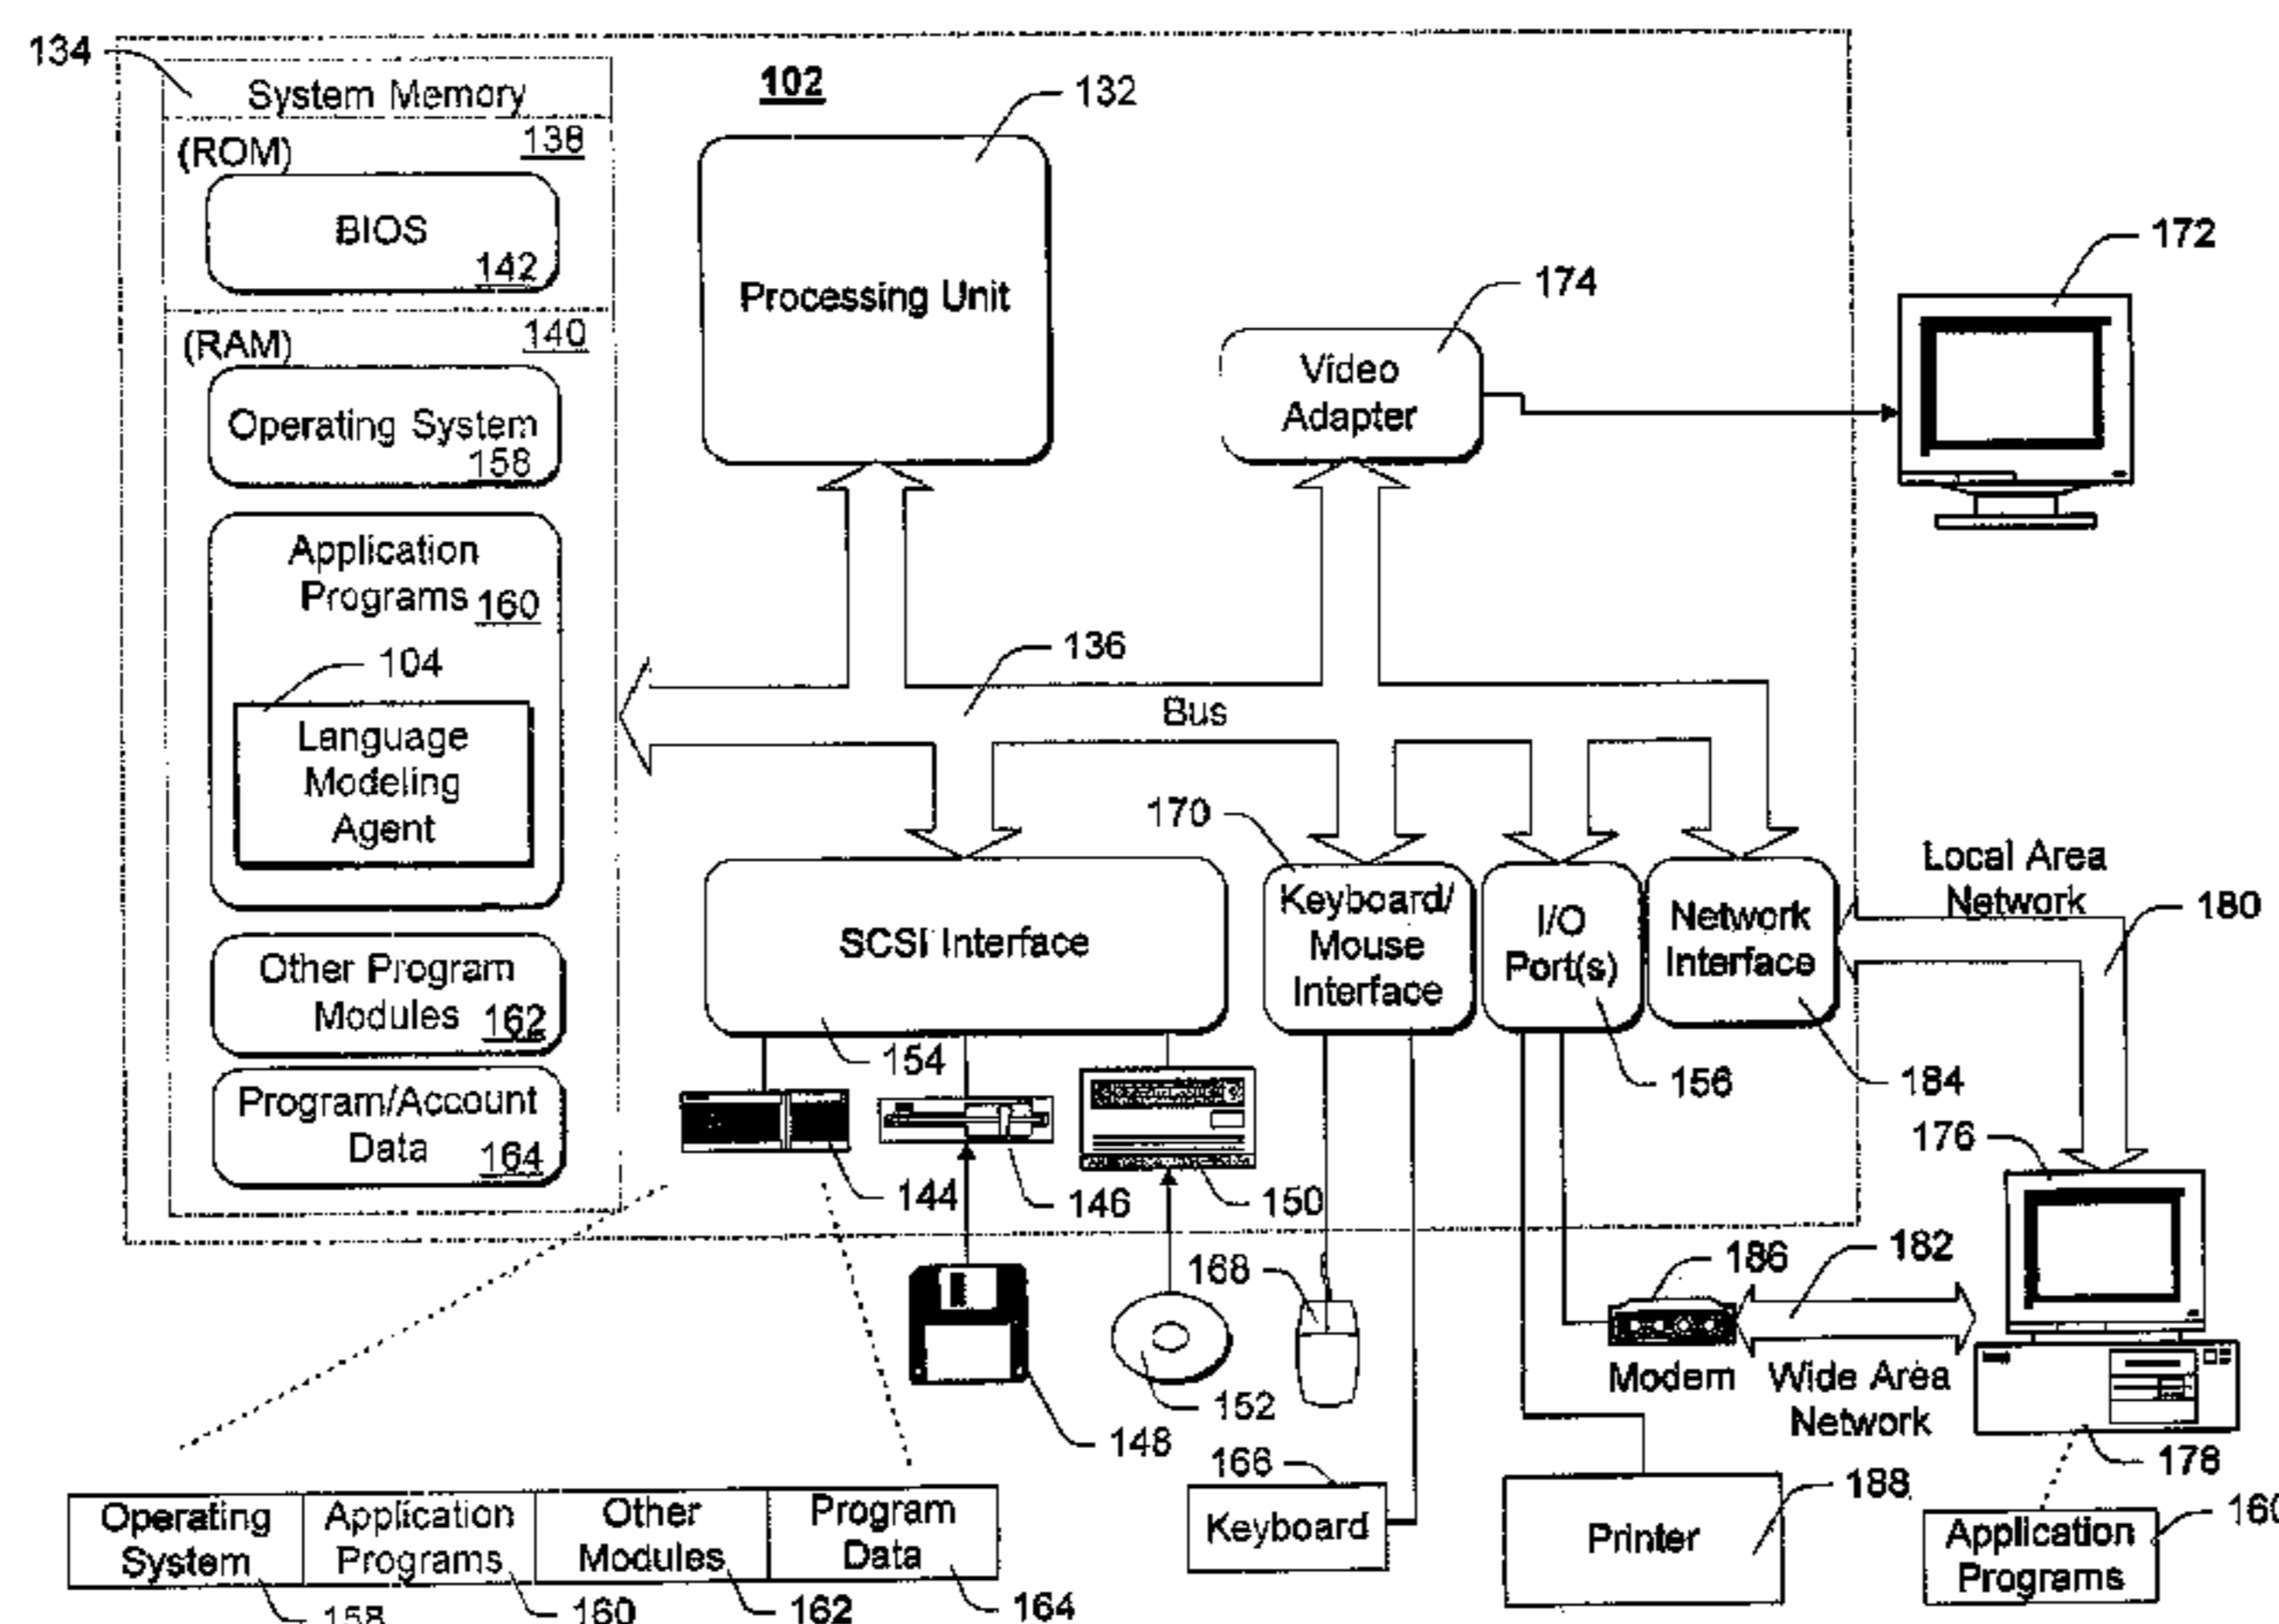 134
System Memory
102
132
(ROM)
138
BIOS
142
172
Processing Unit
174
(RAM)
140
Video
Adapter
Operating System
158
Application
Programs 160
104
136
Bus
Language
Modeling
Agent
170
Local Area
Network
180
SCSI Interface
Keyboard/
Mouse
Interface
I/O
Port(s)
Network
Interface
Other Program
Modules 162
154
156
184
Program/Account
Data 164
176
144
146
150
168
186
182
152
148
Modem
Wide Area
Network
166
178
188
160
Operating
System
Application
Programs
Other
Modules
Program
Data
Keyboard
Printer
Application
Programs
158
160
162
164